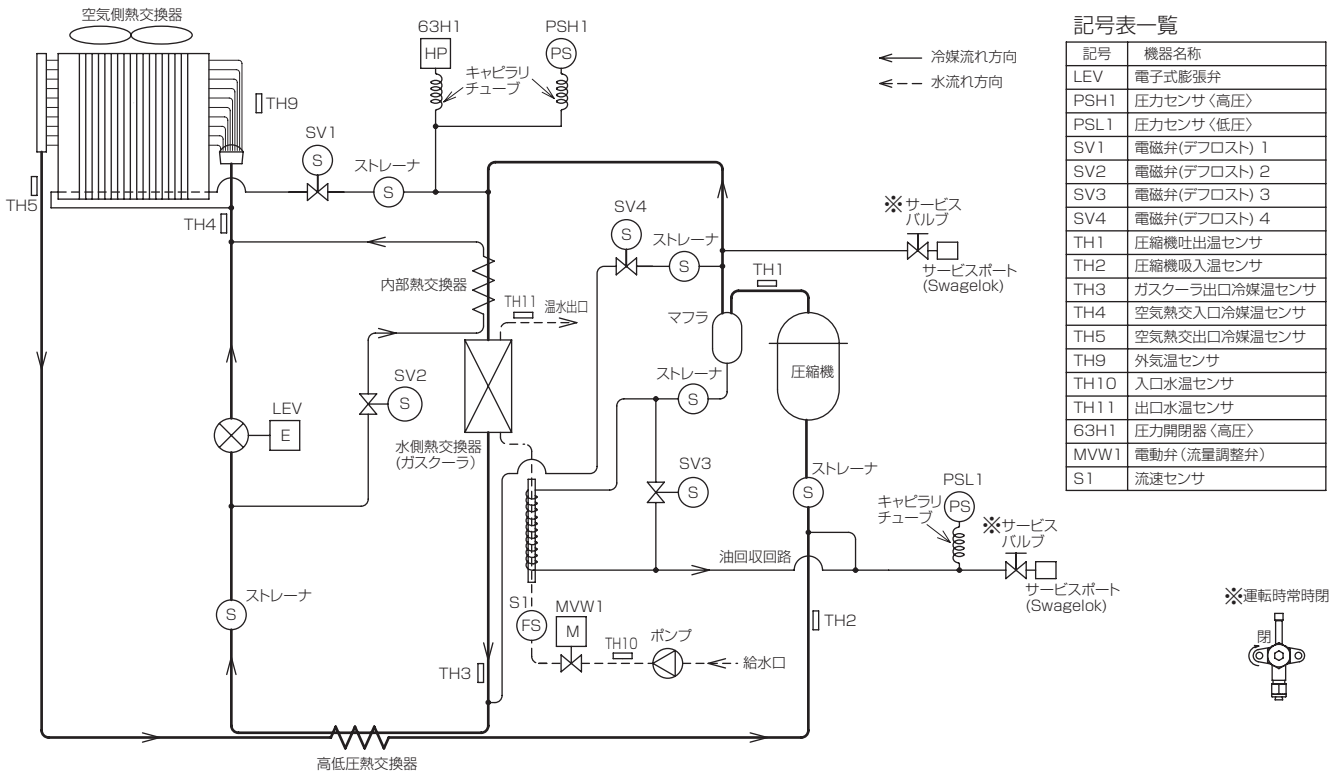 空気側熱交換器
63H1
PSH1
HP
PS
キャピラリ
チューブ
冷媒流れ方向
水流れ方向
TH9
SV1
S
ストレーナ
S
TH5
TH4
SV4
S
ストレーナ
S
※サービス
バルブ
サービスポート
(Swagelok)
TH1
内部熱交換器
TH11
温水出口
マフラ
圧縮機
SV2
S
ストレーナ
S
LEV
E
水側熱交換器
(ガスクーラ)
SV3
S
ストレーナ
S
PSL1
PS
キャピラリ
チューブ
※サービス
バルブ
サービスポート
(Swagelok)
油回収回路
ストレーナ
S
S1
FS
MVW1
M
TH10
ポンプ
給水口
TH2
TH3
高低圧熱交換器
※運転時常時閉
閉
記号表一覧
記号 機器名称
LEV 電子式膨張弁
PSH1 圧力センサ〈高圧〉
PSL1 圧力センサ〈低圧〉
SV1 電磁弁(デフロスト) 1
SV2 電磁弁(デフロスト) 2
SV3 電磁弁(デフロスト) 3
SV4 電磁弁(デフロスト) 4
TH1 圧縮機吐出温センサ
TH2 圧縮機吸入温センサ
TH3 ガスクーラ出口冷媒温センサ
TH4 空気熱交入口冷媒温センサ
TH5 空気熱交出口冷媒温センサ
TH9 外気温センサ
TH10 入口水温センサ
TH11 出口水温センサ
63H1 圧力開閉器〈高圧〉
MVW1 電動弁(流量調整弁)
S1 流速センサ